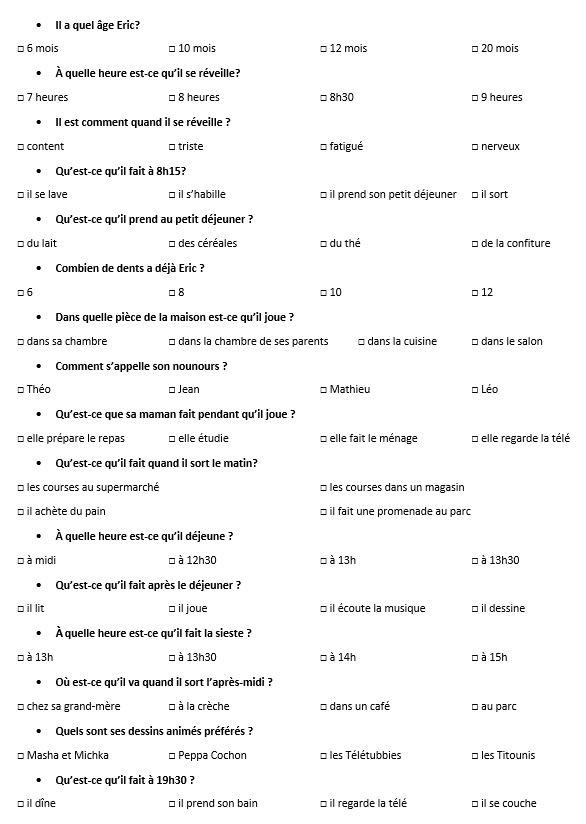 • Il a quel âge Eric?
□ 6 mois □ 10 mois □ 12 mois □ 20 mois
• À quelle heure est-ce qu’il se réveille?
□ 7 heures □ 8 heures □ 8h30 □ 9 heures
• Il est comment quand il se réveille ?
□ content □ triste □ fatigué □ nerveux
• Qu’est-ce qu’il fait à 8h15?
□ il se lave □ il s’habille □ il prend son petit déjeuner □ il sort
• Qu’est-ce qu’il prend au petit déjeuner ?
□ du lait □ des céréales □ du thé □ de la confiture
• Combien de dents a déjà Eric ?
□ 6 □ 8 □ 10 □ 12
• Dans quelle pièce de la maison est-ce qu’il joue ?
□ dans sa chambre □ dans la chambre de ses parents □ dans la cuisine □ dans le salon
• Comment s’appelle son nounours ?
□ Théo □ Jean □ Mathieu □ Léo
• Qu’est-ce que sa maman fait pendant qu’il joue ?
□ elle prépare le repas □ elle étudie □ elle fait le ménage □ elle regarde la télé
• Qu’est-ce qu’il fait quand il sort le matin?
□ les courses au supermarché □ les courses dans un magasin
□ il achète du pain □ il fait une promenade au parc
• À quelle heure est-ce qu’il déjeune ?
□ à midi □ à 12h30 □ à 13h □ à 13h30
• Qu’est-ce qu’il fait après le déjeuner ?
□ il lit □ il joue □ il écoute la musique □ il dessine
• À quelle heure est-ce qu’il fait la sieste ?
□ à 13h □ à 13h30 □ à 14h □ à 15h
• Où est-ce qu’il va quand il sort l’après-midi ?
□ chez sa grand-mère □ à la crèche □ dans un café □ au parc
• Quels sont ses dessins animés préférés ?
□ Masha et Michka □ Peppa Cochon □ les Télétubbies □ les Titounis
• Qu’est-ce qu’il fait à 19h30 ?
□ il dîne □ il prend son bain □ il regarde la télé □ il se couche